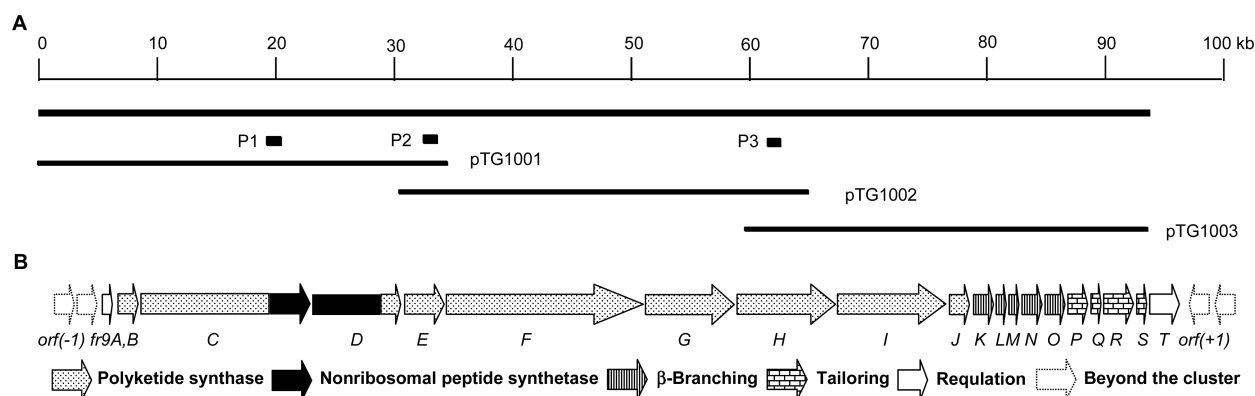 A
0 10 20 30 40 50 60 70 80 90 100 kb
P1 P2 P3
pTG1001
pTG1002
pTG1003
B
orf(-1) fr9A,B C D E F G H I J K L M N O P Q R S T orf(+1)
Polyketide synthase Nonribosomal peptide synthetase β-Branching Tailoring Requlation Beyond the cluster